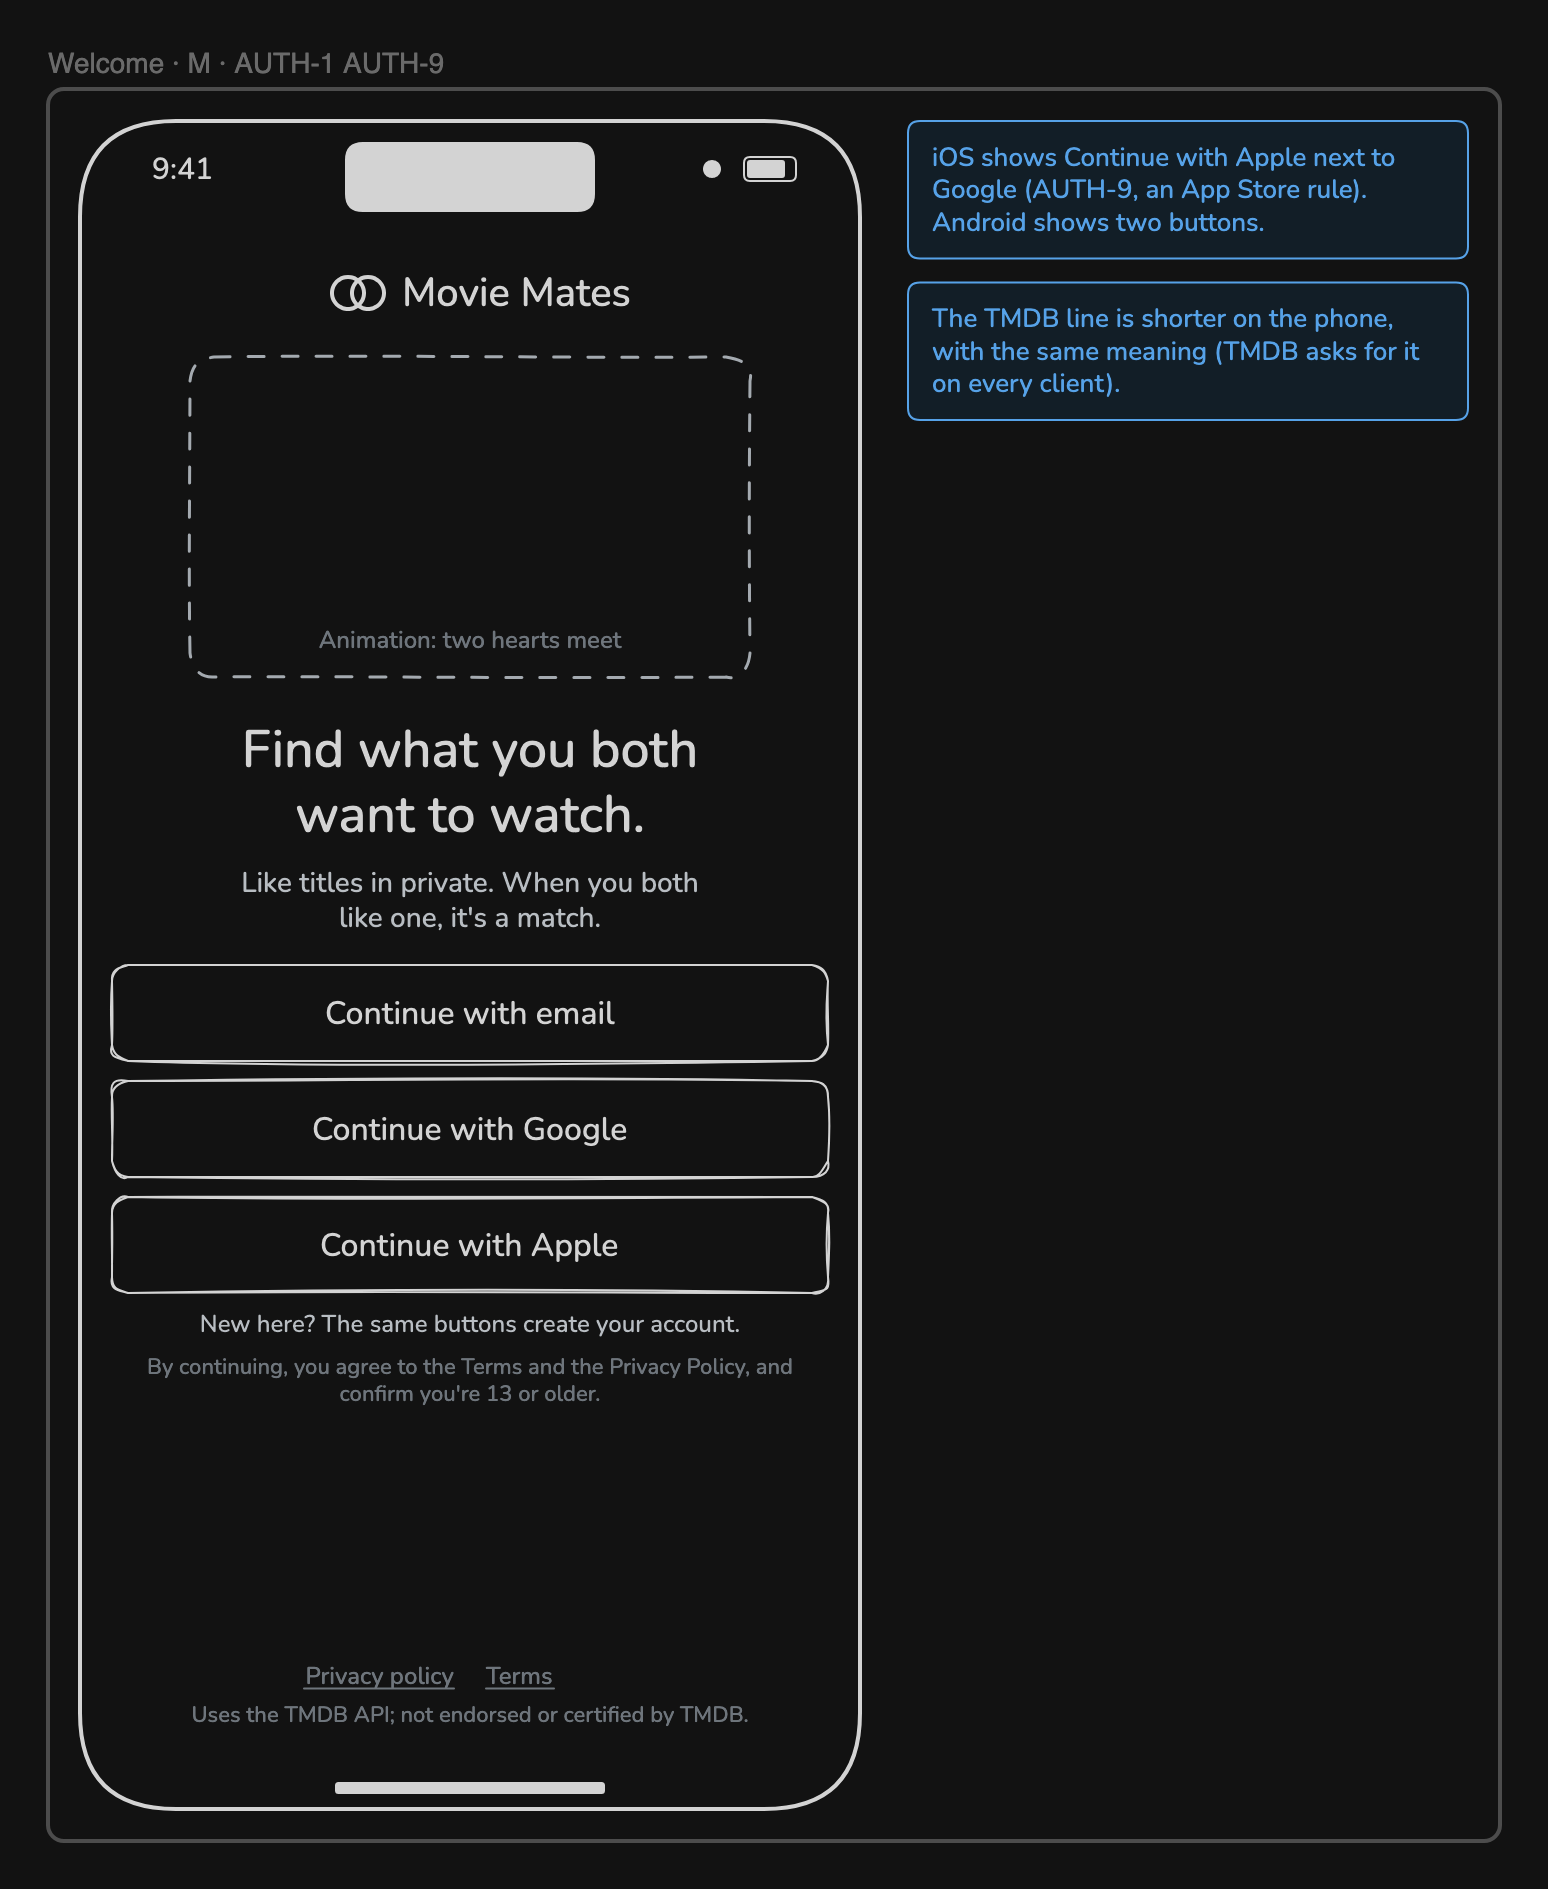 Welcome · M · AUTH-1 AUTH-9
9:41
Movie Mates
Animation: two hearts meet
Find what you both
want to watch.
Like titles in private. When you both
like one, it's a match.
Continue with email
Continue with Google
Continue with Apple
New here? The same buttons create your account.
By continuing, you agree to the Terms and the Privacy Policy, and
confirm you're 13 or older.
Privacy policy Terms
Uses the TMDB API; not endorsed or certified by TMDB.
iOS shows Continue with Apple next to
Google (AUTH-9, an App Store rule).
Android shows two buttons.
The TMDB line is shorter on the phone,
with the same meaning (TMDB asks for it
on every client).